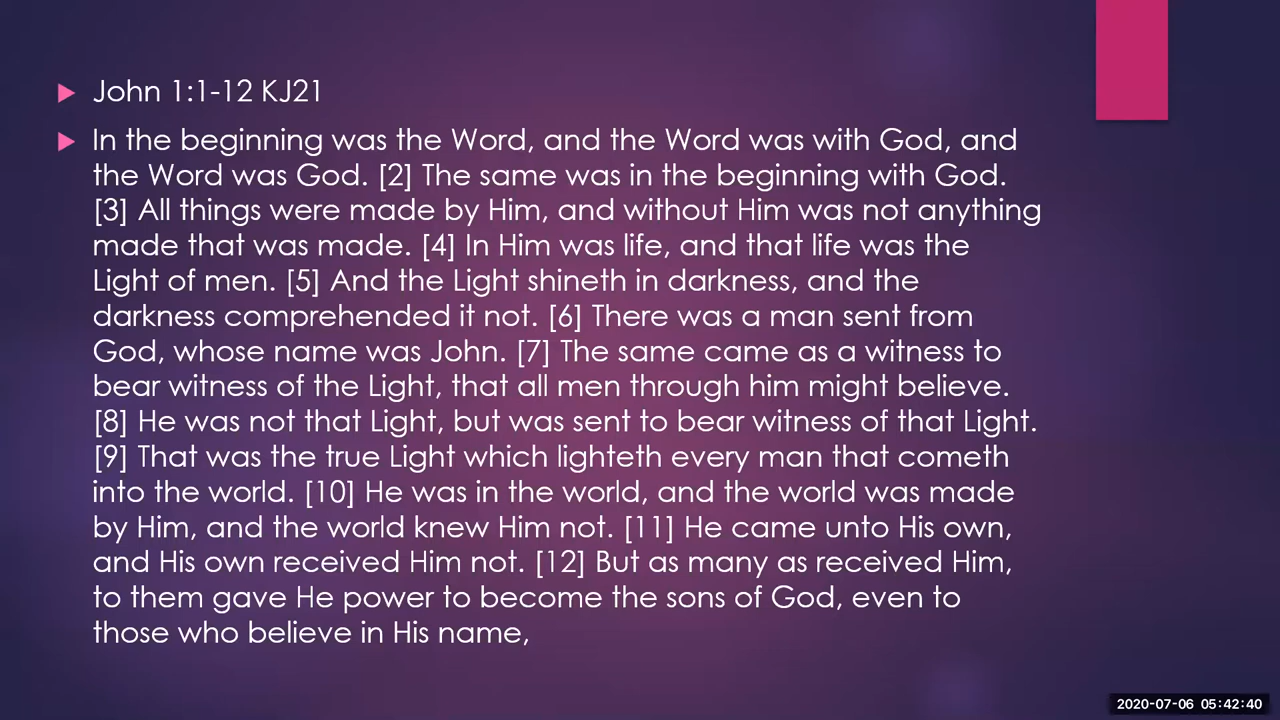 John 1:1-12 KJ21
In the beginning was the Word, and the Word was with God, and
the Word was God. [2] The same was in the beginning with God.
[3] All things were made by Him, and without Him was not anything
made that was made. [4] In Him was life, and that life was the
Light of men. [5] And the Light shineth in darkness, and the
darkness comprehended it not. [6] There was a man sent from
God, whose name was John. [7] The same came as a witness to
bear witness of the Light, that all men through him might believe.
[8] He was not that Light, but was sent to bear witness of that Light.
[9] That was the true Light which lighteth every man that cometh
into the world. [10] He was in the world, and the world was made
by Him, and the world knew Him not. [11] He came unto His own,
and His own received Him not. [12] But as many as received Him,
to them gave He power to become the sons of God, even to
those who believe in His name,
2020-07-06 05:42:40